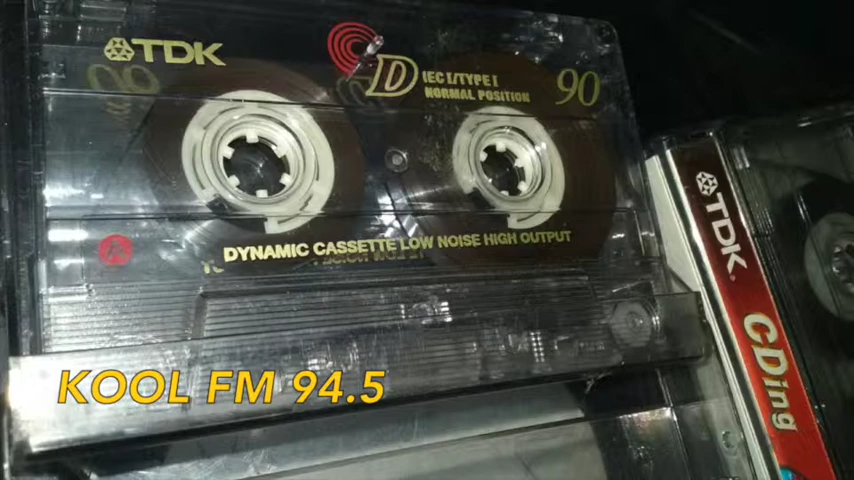 TDK
D
IEC I/TYPE I
NORMAL POSITION
90
A
DYNAMIC CASSETTE LOW NOISE HIGH OUTPUT
KOOL FM 94.5
TDK
CDing